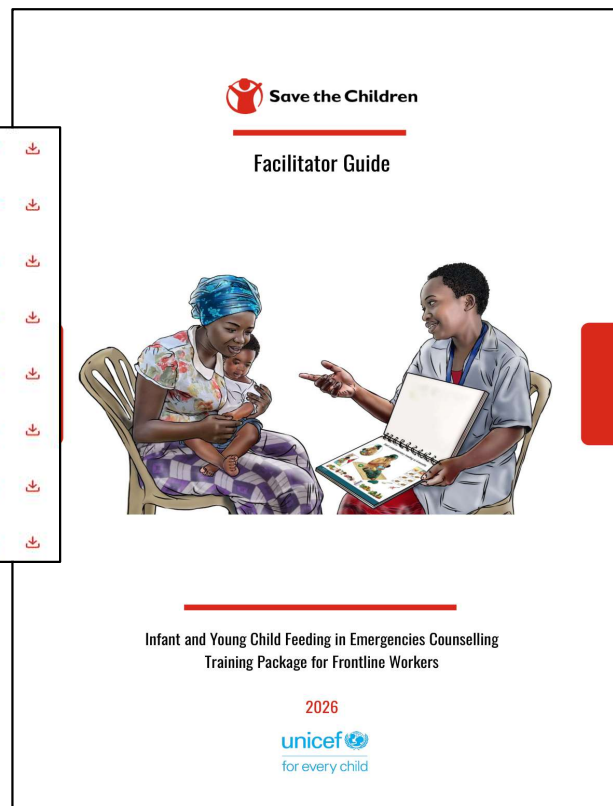 Save the Children
Facilitator Guide
Infant and Young Child Feeding in Emergencies Counselling
Training Package for Frontline Workers
2026
unicef
for every child